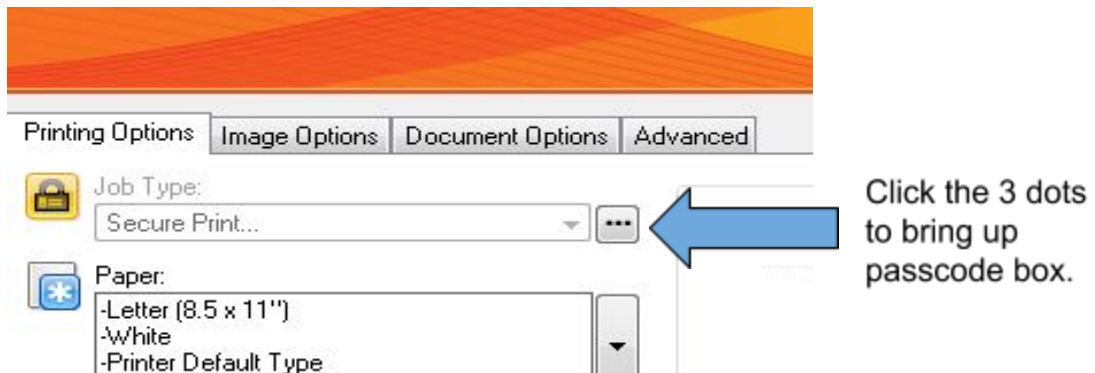 Printing Options Image Options Document Options Advanced
Job Type:
Secure Print...
Click the 3 dots
to bring up
passcode box.
Paper:
-Letter (8.5 x 11")
-White
-Printer Default Type